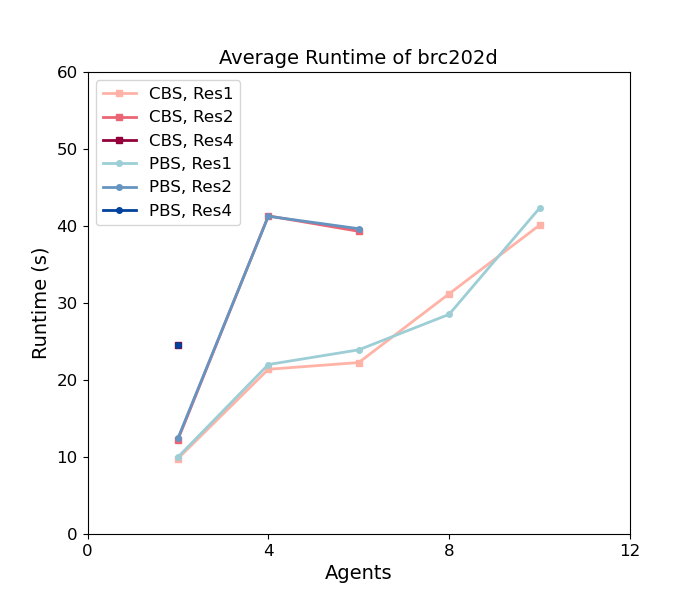 Average Runtime of brc202d
60
50
40
30
20
10
0
Runtime (s)
CBS, Res1
CBS, Res2
CBS, Res4
PBS, Res1
PBS, Res2
PBS, Res4
0 4 8 12
Agents